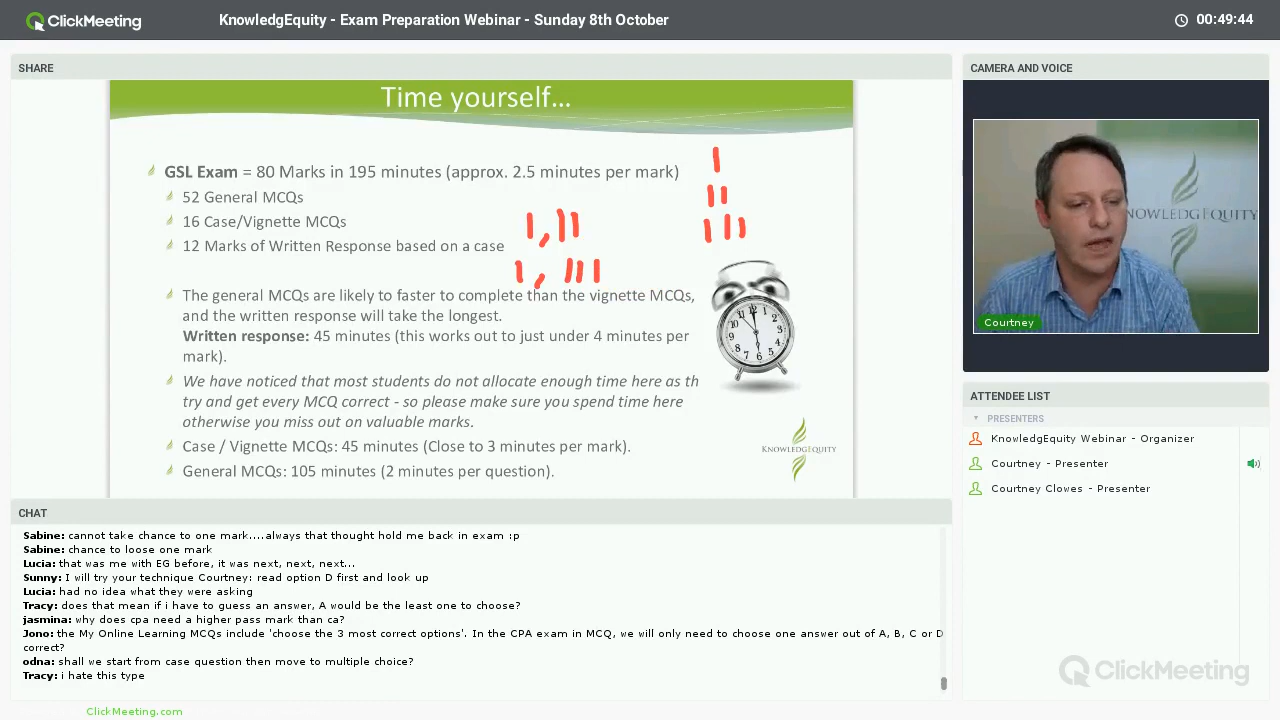 ClickMeeting
KnowledgEquity - Exam Preparation Webinar - Sunday 8th October
00:49:44
SHARE
Time yourself...
GSL Exam = 80 Marks in 195 minutes (approx. 2.5 minutes per mark)
52 General MCQs
16 Case/Vignette MCQs
12 Marks of Written Response based on a case
I
II
III
I, II
I, III
The general MCQs are likely to faster to complete than the vignette MCQs,
and the written response will take the longest.
Written response: 45 minutes (this works out to just under 4 minutes per
mark).
We have noticed that most students do not allocate enough time here as th
try and get every MCQ correct - so please make sure you spend time here
otherwise you miss out on valuable marks.
Case / Vignette MCQs: 45 minutes (Close to 3 minutes per mark).
General MCQs: 105 minutes (2 minutes per question).
KNOWLEDGEQUITY
CAMERA AND VOICE
KNOWLEDGEQUITY
Courtney
ATTENDEE LIST
PRESENTERS
KnowledgEquity Webinar - Organizer
Courtney - Presenter
Courtney Clowes - Presenter
CHAT
Sabine: cannot take chance to one mark....always that thought hold me back in exam :p
Sabine: chance to loose one mark
Lucia: that was me with EG before, it was next, next, next...
Sunny: I will try your technique Courtney: read option D first and look up
Lucia: had no idea what they were asking
Tracy: does that mean if i have to guess an answer, A would be the least one to choose?
jasmina: why does cpa need a higher pass mark than ca?
Jono: the My Online Learning MCQs include 'choose the 3 most correct options'. In the CPA exam in MCQ, we will only need to choose one answer out of A, B, C or D
correct?
odna: shall we start from case question then move to multiple choice?
Tracy: i hate this type
ClickMeeting
ClickMeeting.com